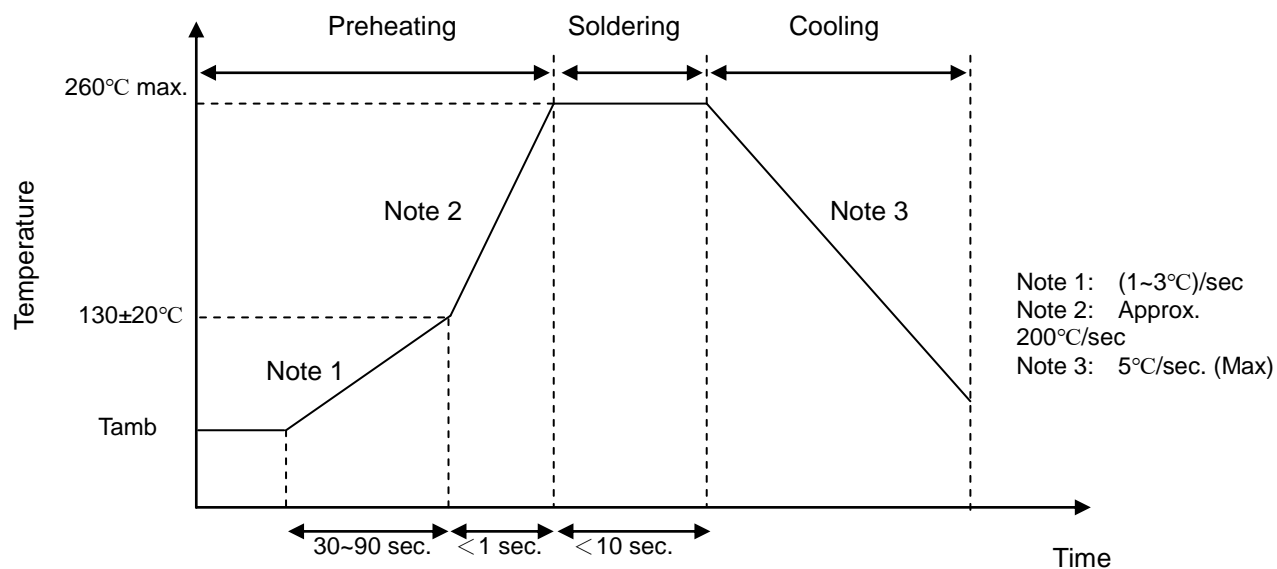 Preheating
Soldering
Cooling
260℃ max.
Temperature
Note 2
Note 3
130±20℃
Note 1
Tamb
Note 1: (1~3℃)/sec
Note 2: Approx.
200℃/sec
Note 3: 5℃/sec. (Max)
30~90 sec.
＜1 sec.
＜10 sec.
Time